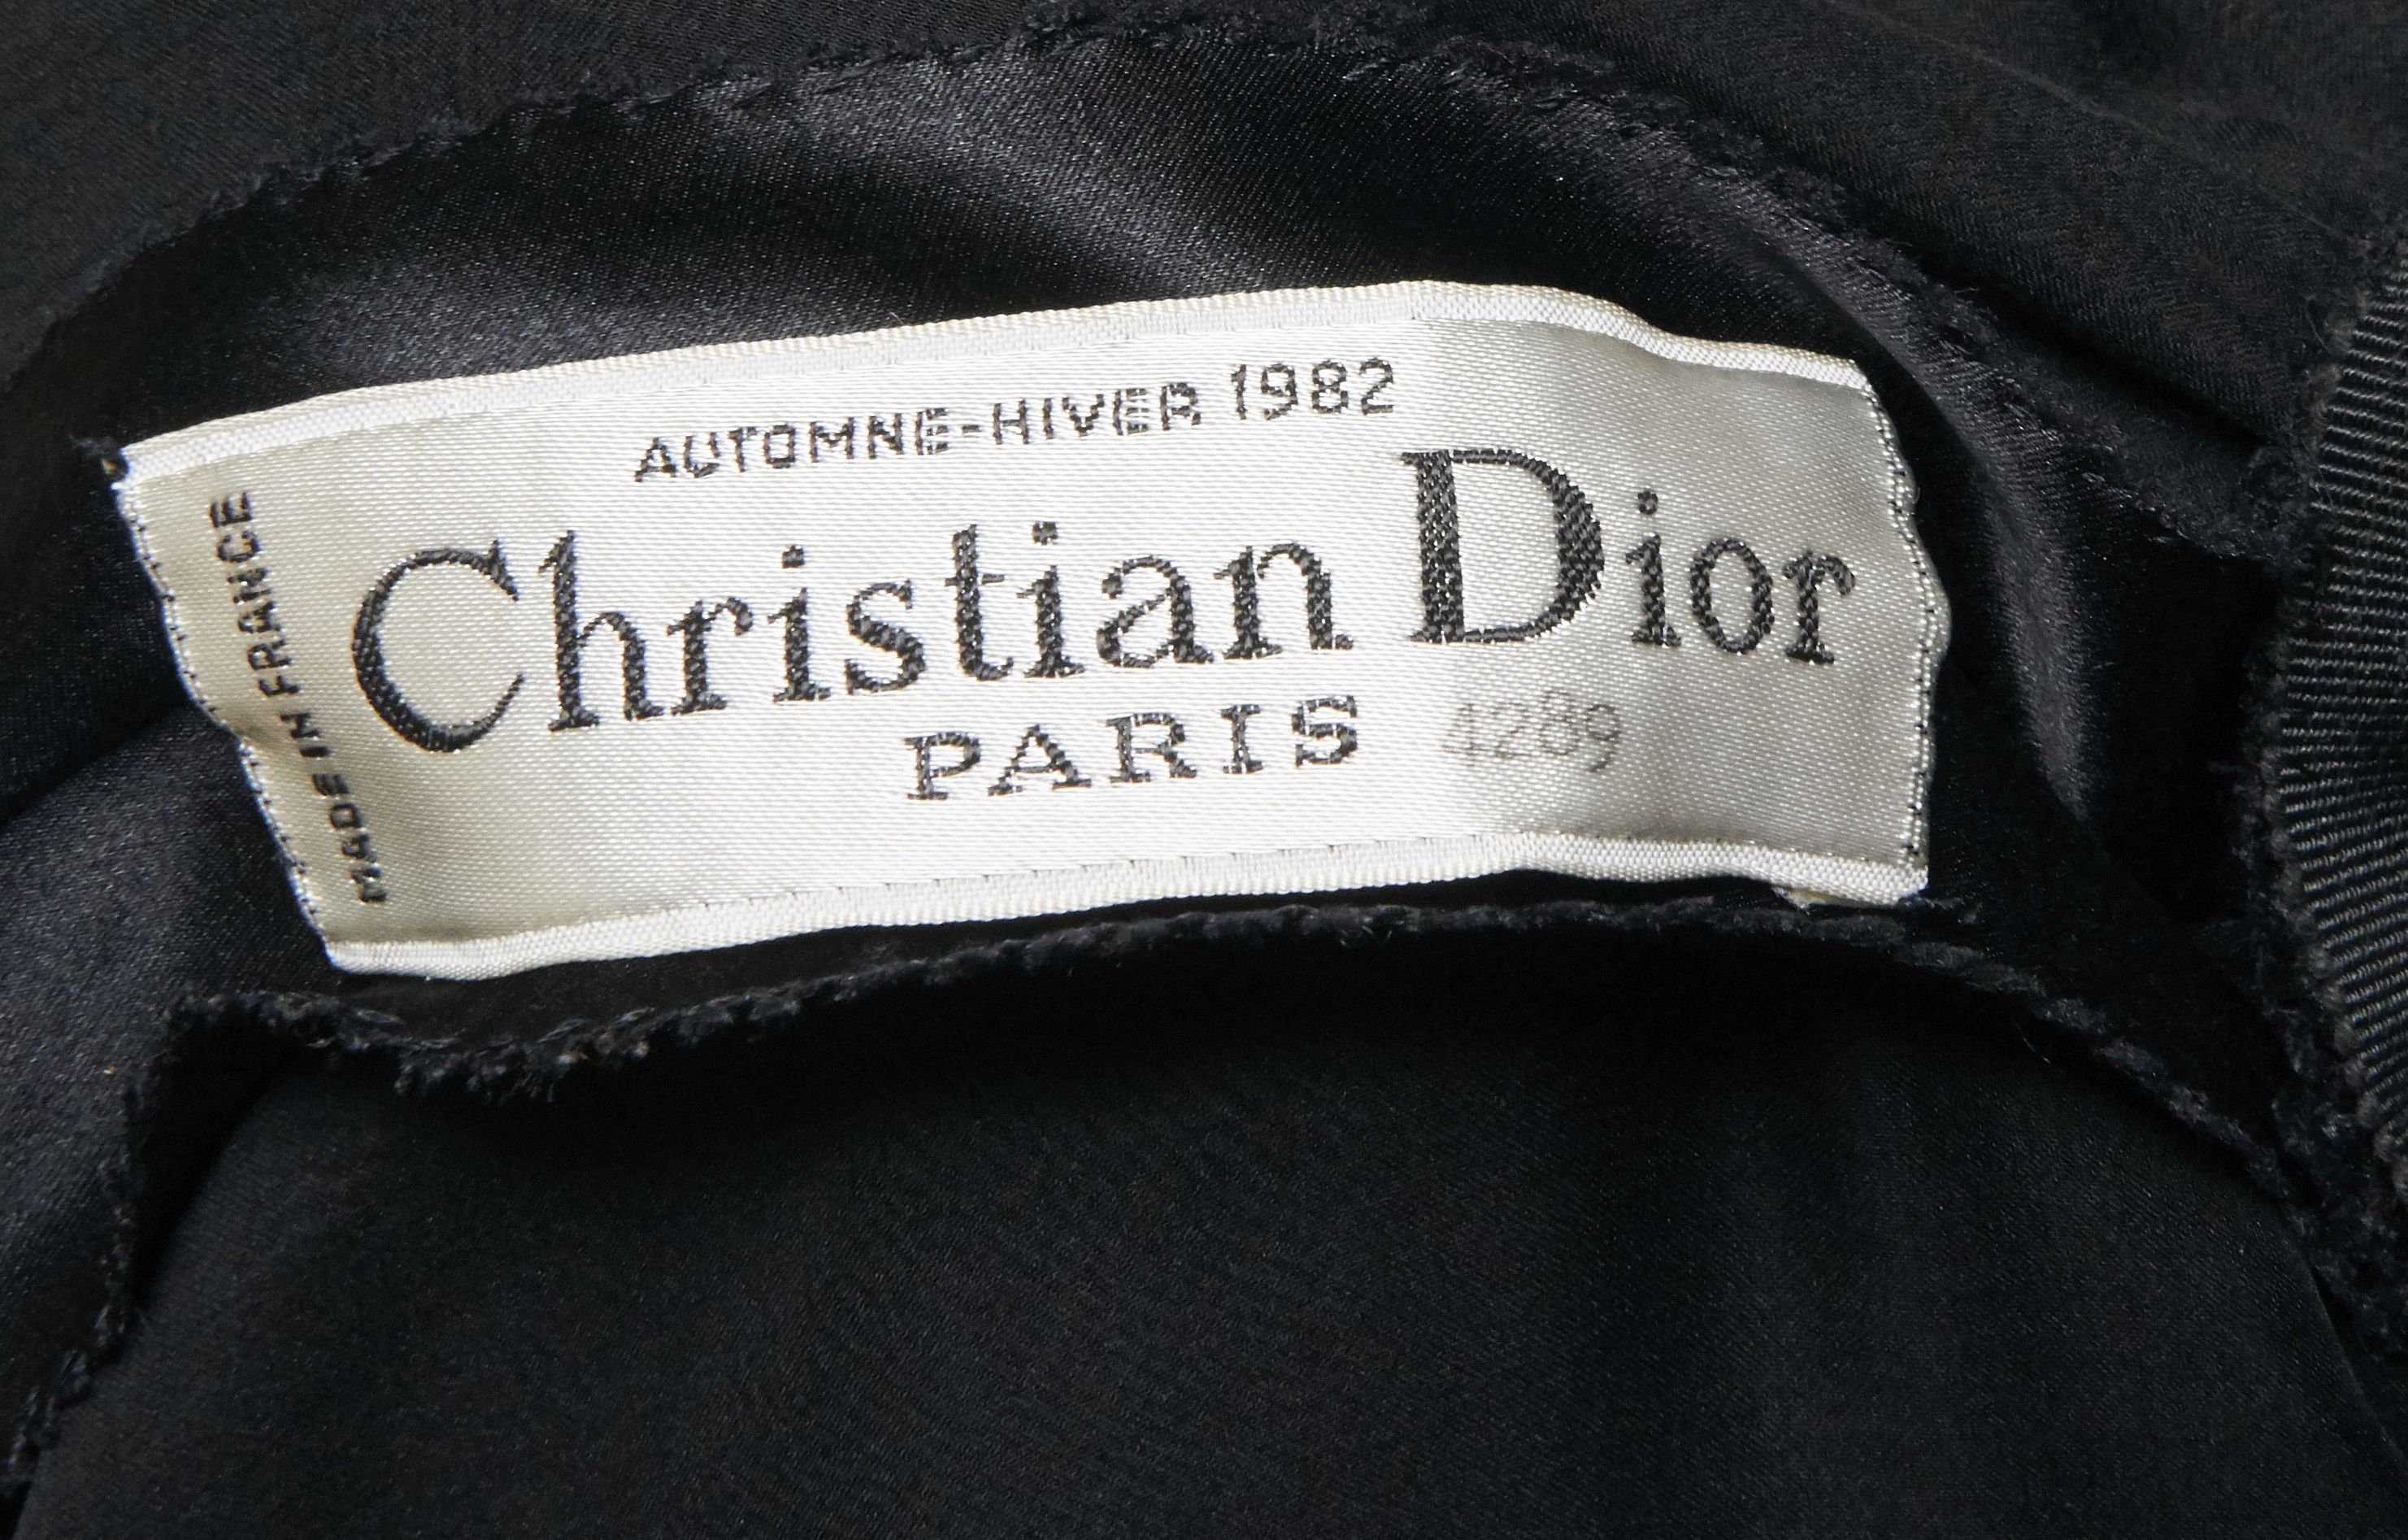 AUTOMNE-HIVER 1982
Christian Dior
PARIS
4289
MADE IN FRANCE